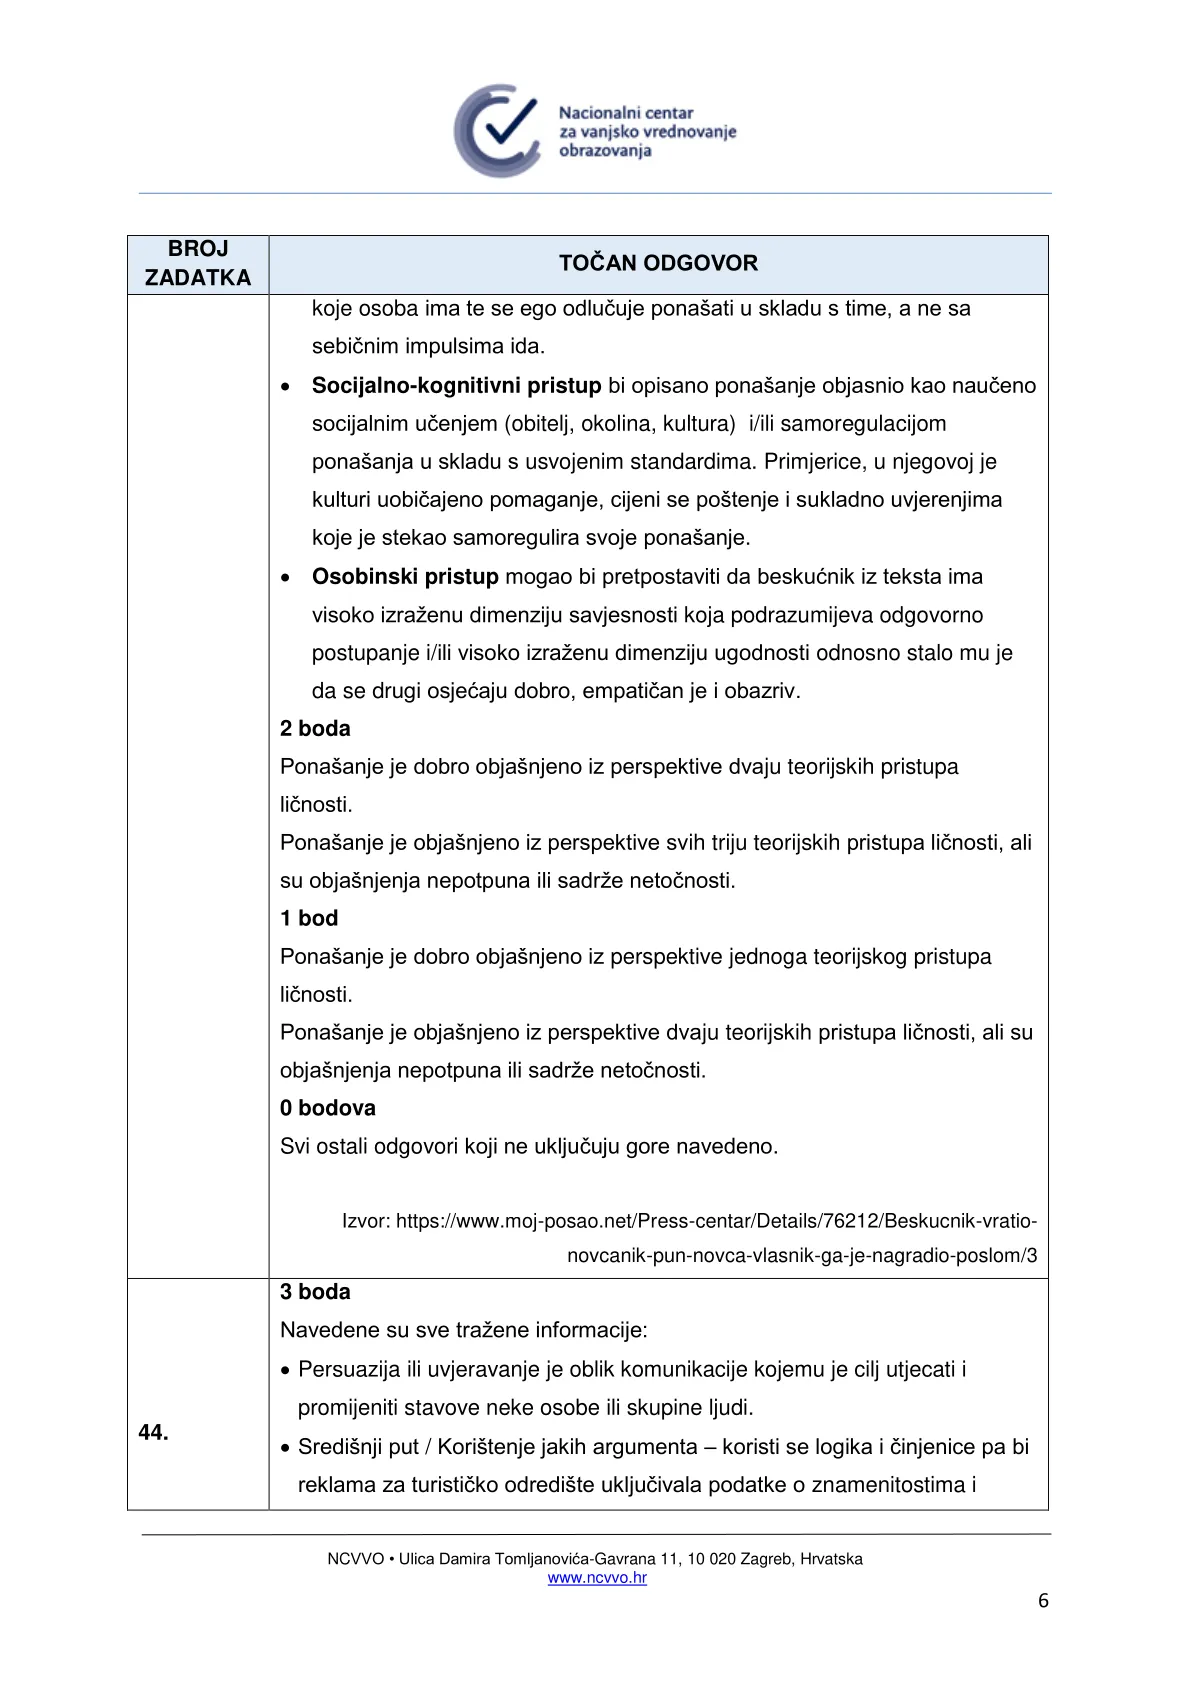 Nacionalni centar
za vanjsko vrednovanje
obrazovanja
BROJ
ZADATKA
TOČAN ODGOVOR
koje osoba ima te se ego odlučuje ponašati u skladu s time, a ne sa
sebičnim impulsima ida.
• Socijalno-kognitivni pristup bi opisano ponašanje objasnio kao naučeno
socijalnim učenjem (obitelj, okolina, kultura)  i/ili samoregulacijom
ponašanja u skladu s usvojenim standardima. Primjerice, u njegovoj je
kulturi uobičajeno pomaganje, cijeni se poštenje i sukladno uvjerenjima
koje je stekao samoregulira svoje ponašanje.
• Osobinski pristup mogao bi pretpostaviti da beskućnik iz teksta ima
visoko izraženu dimenziju savjesnosti koja podrazumijeva odgovorno
postupanje i/ili visoko izraženu dimenziju ugodnosti odnosno stalo mu je
da se drugi osjećaju dobro, empatičan je i obazriv.
2 boda
Ponašanje je dobro objašnjeno iz perspektive dvaju teorijskih pristupa
ličnosti.
Ponašanje je objašnjeno iz perspektive svih triju teorijskih pristupa ličnosti, ali
su objašnjenja nepotpuna ili sadrže netočnosti.
1 bod
Ponašanje je dobro objašnjeno iz perspektive jednoga teorijskog pristupa
ličnosti.
Ponašanje je objašnjeno iz perspektive dvaju teorijskih pristupa ličnosti, ali su
objašnjenja nepotpuna ili sadrže netočnosti.
0 bodova
Svi ostali odgovori koji ne uključuju gore navedeno.
Izvor: https://www.moj-posao.net/Press-centar/Details/76212/Beskucnik-vratio-
novcanik-pun-novca-vlasnik-ga-je-nagradio-poslom/3
44.
3 boda
Navedene su sve tražene informacije:
• Persuazija ili uvjeravanje je oblik komunikacije kojemu je cilj utjecati i
promijeniti stavove neke osobe ili skupine ljudi.
• Središnji put / Korištenje jakih argumenta – koristi se logika i činjenice pa bi
reklama za turističko odredište uključivala podatke o znamenitostima i
NCVVO • Ulica Damira Tomljanovića-Gavrana 11, 10 020 Zagreb, Hrvatska
www.ncvvo.hr
6